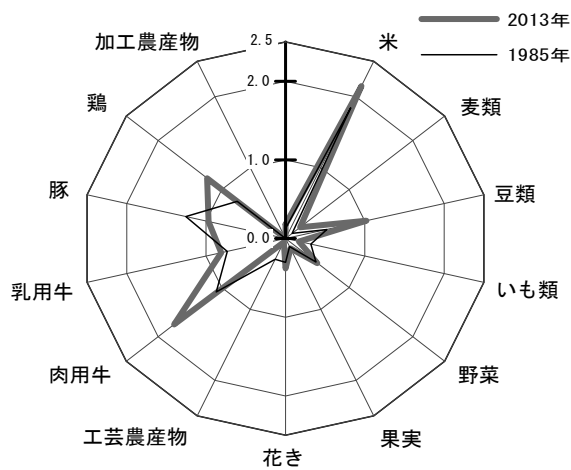 2013年
1985年
2.5
2.0
1.0
0.0
米
麦類
豆類
いも類
野菜
果実
花き
工芸農産物
肉用牛
乳用牛
豚
鶏
加工農産物